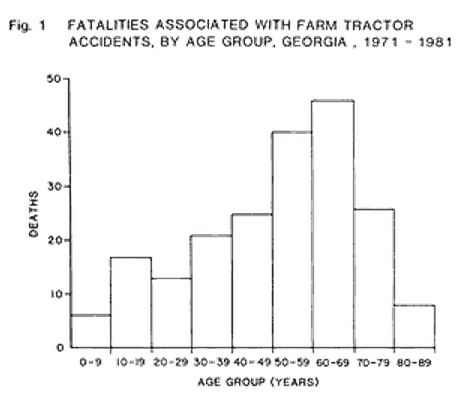 Fig. 1 FATALITIES ASSOCIATED WITH FARM TRACTOR
ACCIDENTS, BY AGE GROUP, GEORGIA , 1971 - 1981
50
40
30
20
10
0
DEATHS
0-9 10-19 20-29 30-39 40-49 50-59 60-69 70-79 80-89
AGE GROUP (YEARS)